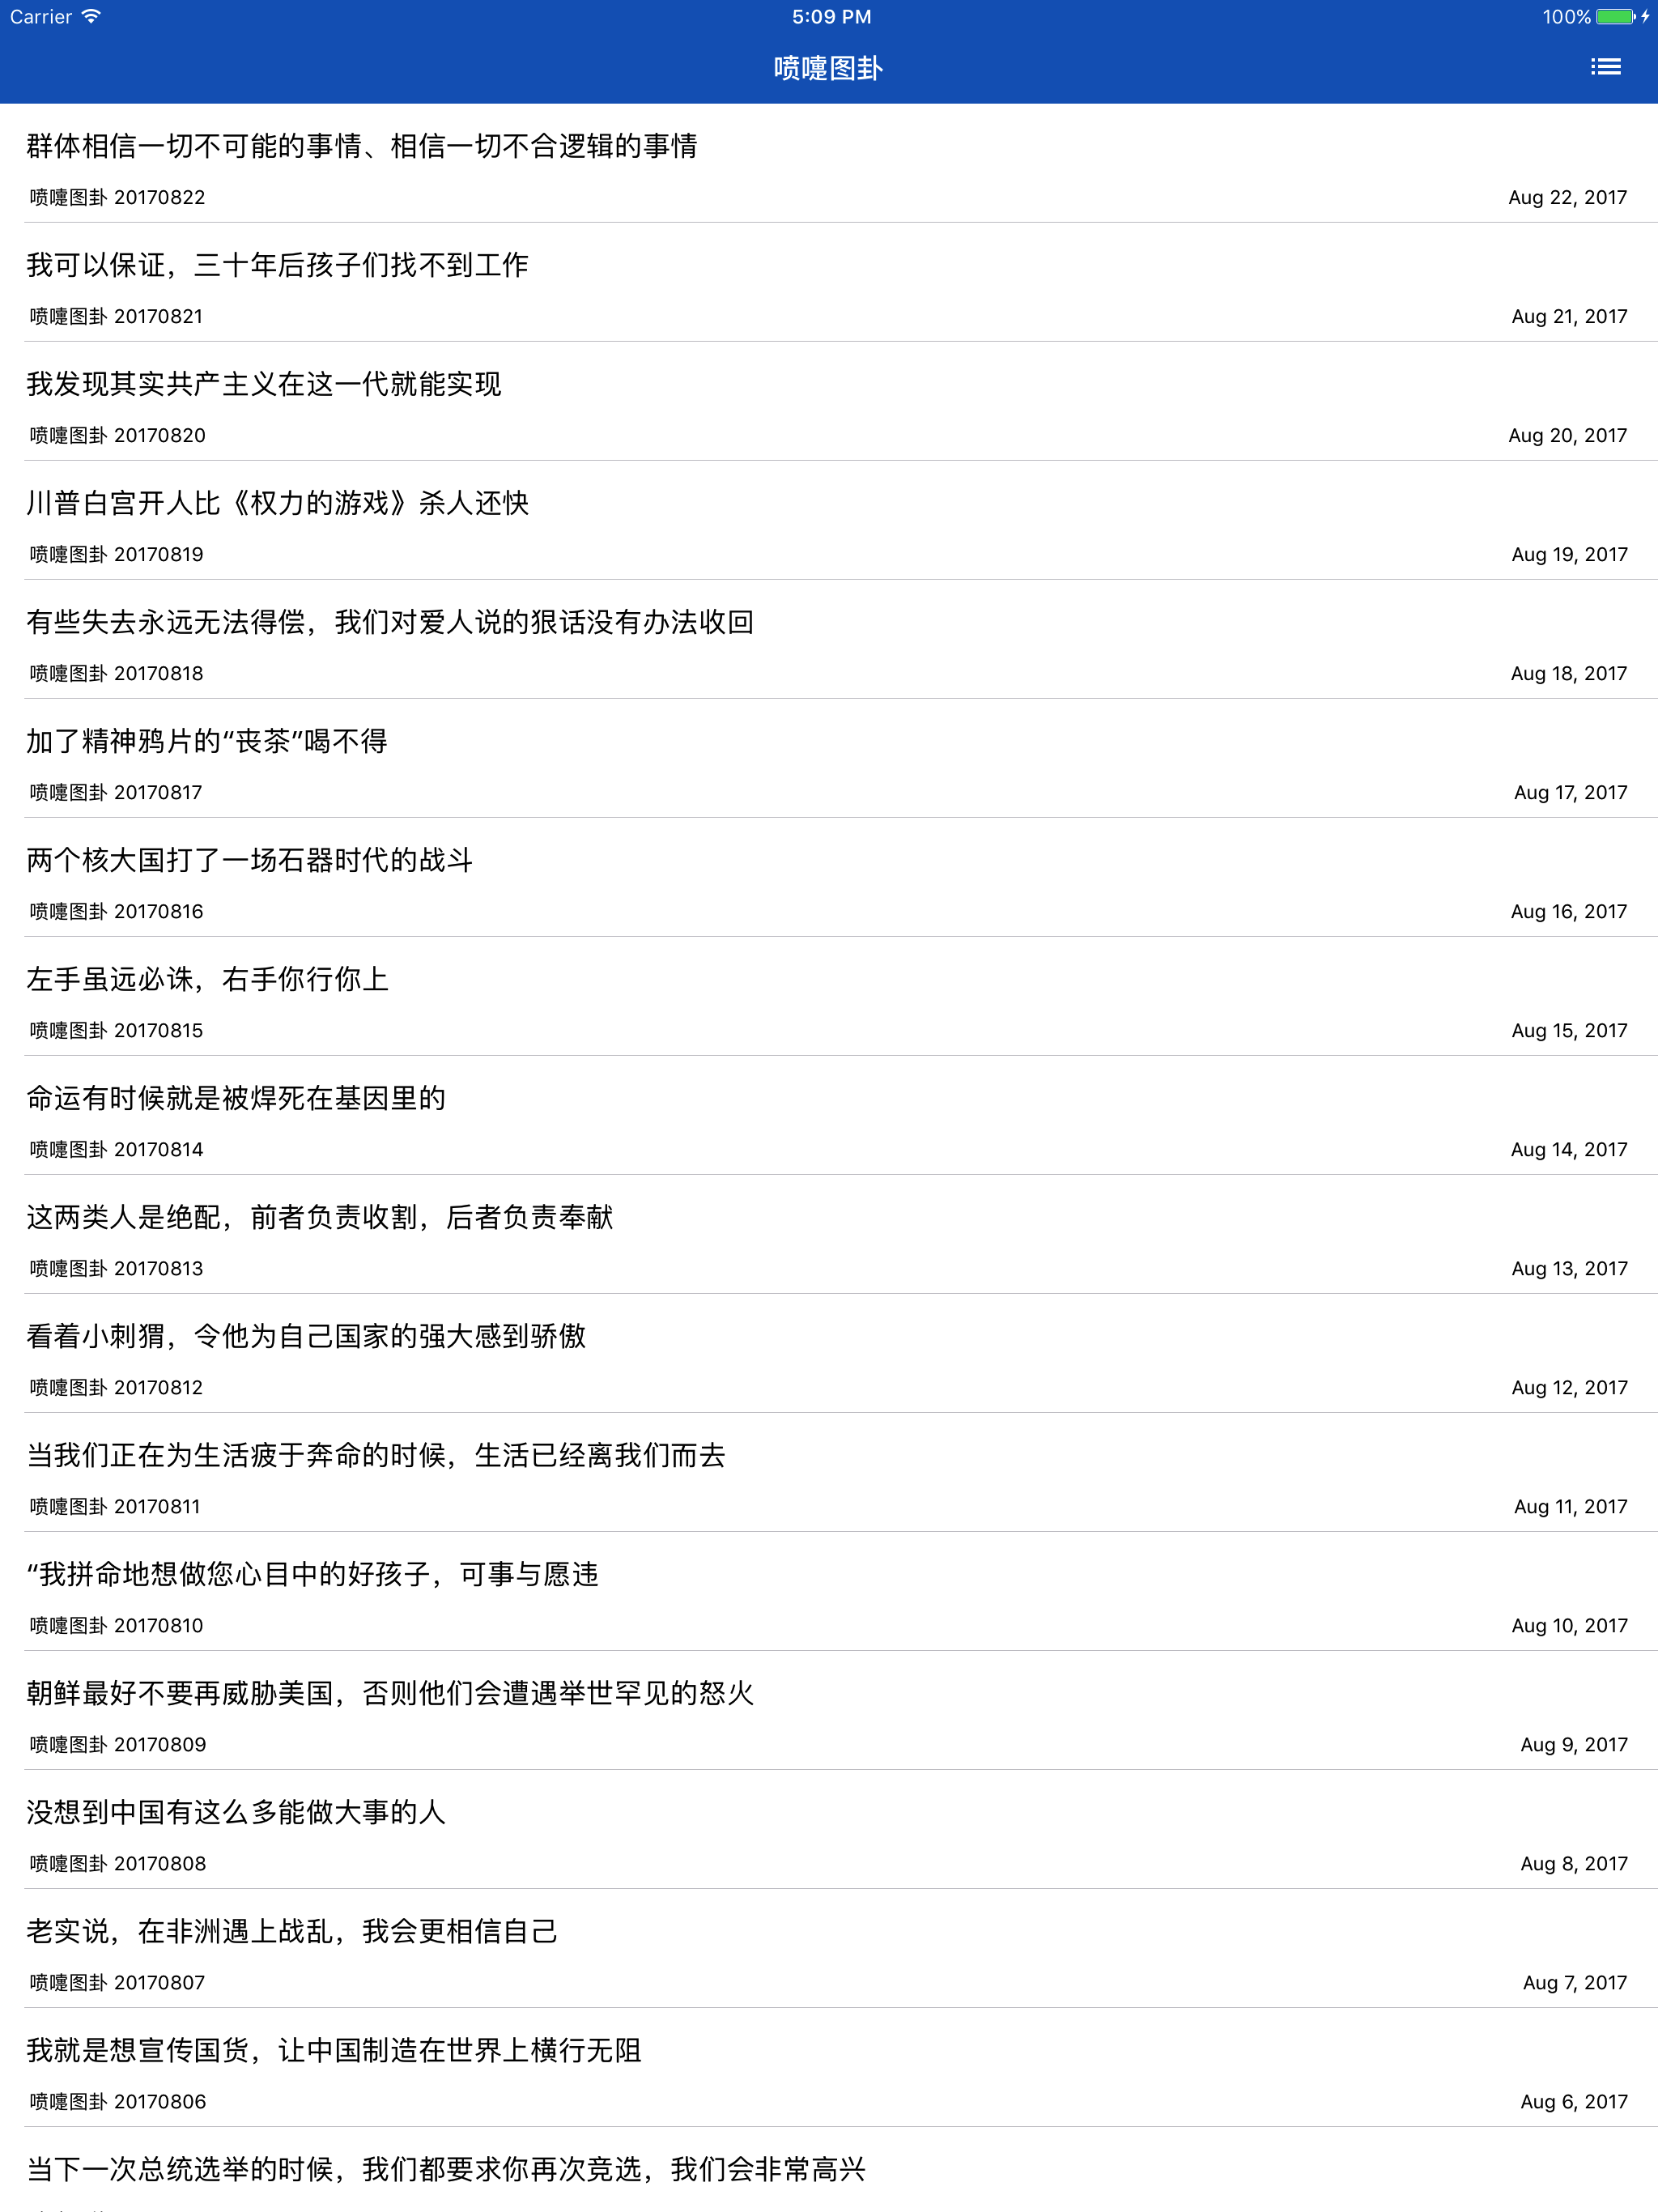 Carrier 5:09 PM 100%
喷嚏图卦
群体相信一切不可能的事情、相信一切不合逻辑的事情
喷嚏图卦 20170822 Aug 22, 2017
我可以保证，三十年后孩子们找不到工作
喷嚏图卦 20170821 Aug 21, 2017
我发现其实共产主义在这一代就能实现
喷嚏图卦 20170820 Aug 20, 2017
川普白宫开人比《权力的游戏》杀人还快
喷嚏图卦 20170819 Aug 19, 2017
有些失去永远无法得偿，我们对爱人说的狠话没有办法收回
喷嚏图卦 20170818 Aug 18, 2017
加了精神鸦片的“丧茶”喝不得
喷嚏图卦 20170817 Aug 17, 2017
两个核大国打了一场石器时代的战斗
喷嚏图卦 20170816 Aug 16, 2017
左手虽远必诛，右手你行你上
喷嚏图卦 20170815 Aug 15, 2017
命运有时候就是被焊死在基因里的
喷嚏图卦 20170814 Aug 14, 2017
这两类人是绝配，前者负责收割，后者负责奉献
喷嚏图卦 20170813 Aug 13, 2017
看着小刺猬，令他为自己国家的强大感到骄傲
喷嚏图卦 20170812 Aug 12, 2017
当我们正在为生活疲于奔命的时候，生活已经离我们而去
喷嚏图卦 20170811 Aug 11, 2017
“我拼命地想做您心目中的好孩子，可事与愿违
喷嚏图卦 20170810 Aug 10, 2017
朝鲜最好不要再威胁美国，否则他们会遭遇举世罕见的怒火
喷嚏图卦 20170809 Aug 9, 2017
没想到中国有这么多能做大事的人
喷嚏图卦 20170808 Aug 8, 2017
老实说，在非洲遇上战乱，我会更相信自己
喷嚏图卦 20170807 Aug 7, 2017
我就是想宣传国货，让中国制造在世界上横行无阻
喷嚏图卦 20170806 Aug 6, 2017
当下一次总统选举的时候，我们都要求你再次竞选，我们会非常高兴